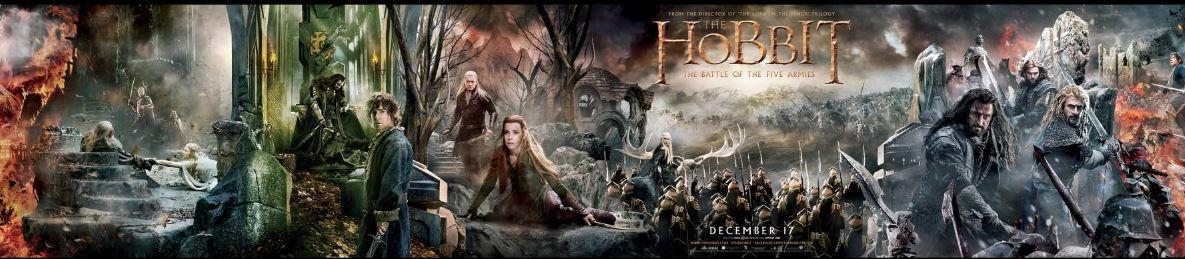 FROM THE DIRECTOR OF "THE LORD OF THE RINGS" TRILOGY
THE
HOBBIT
THE BATTLE OF THE FIVE ARMIES
DECEMBER 17